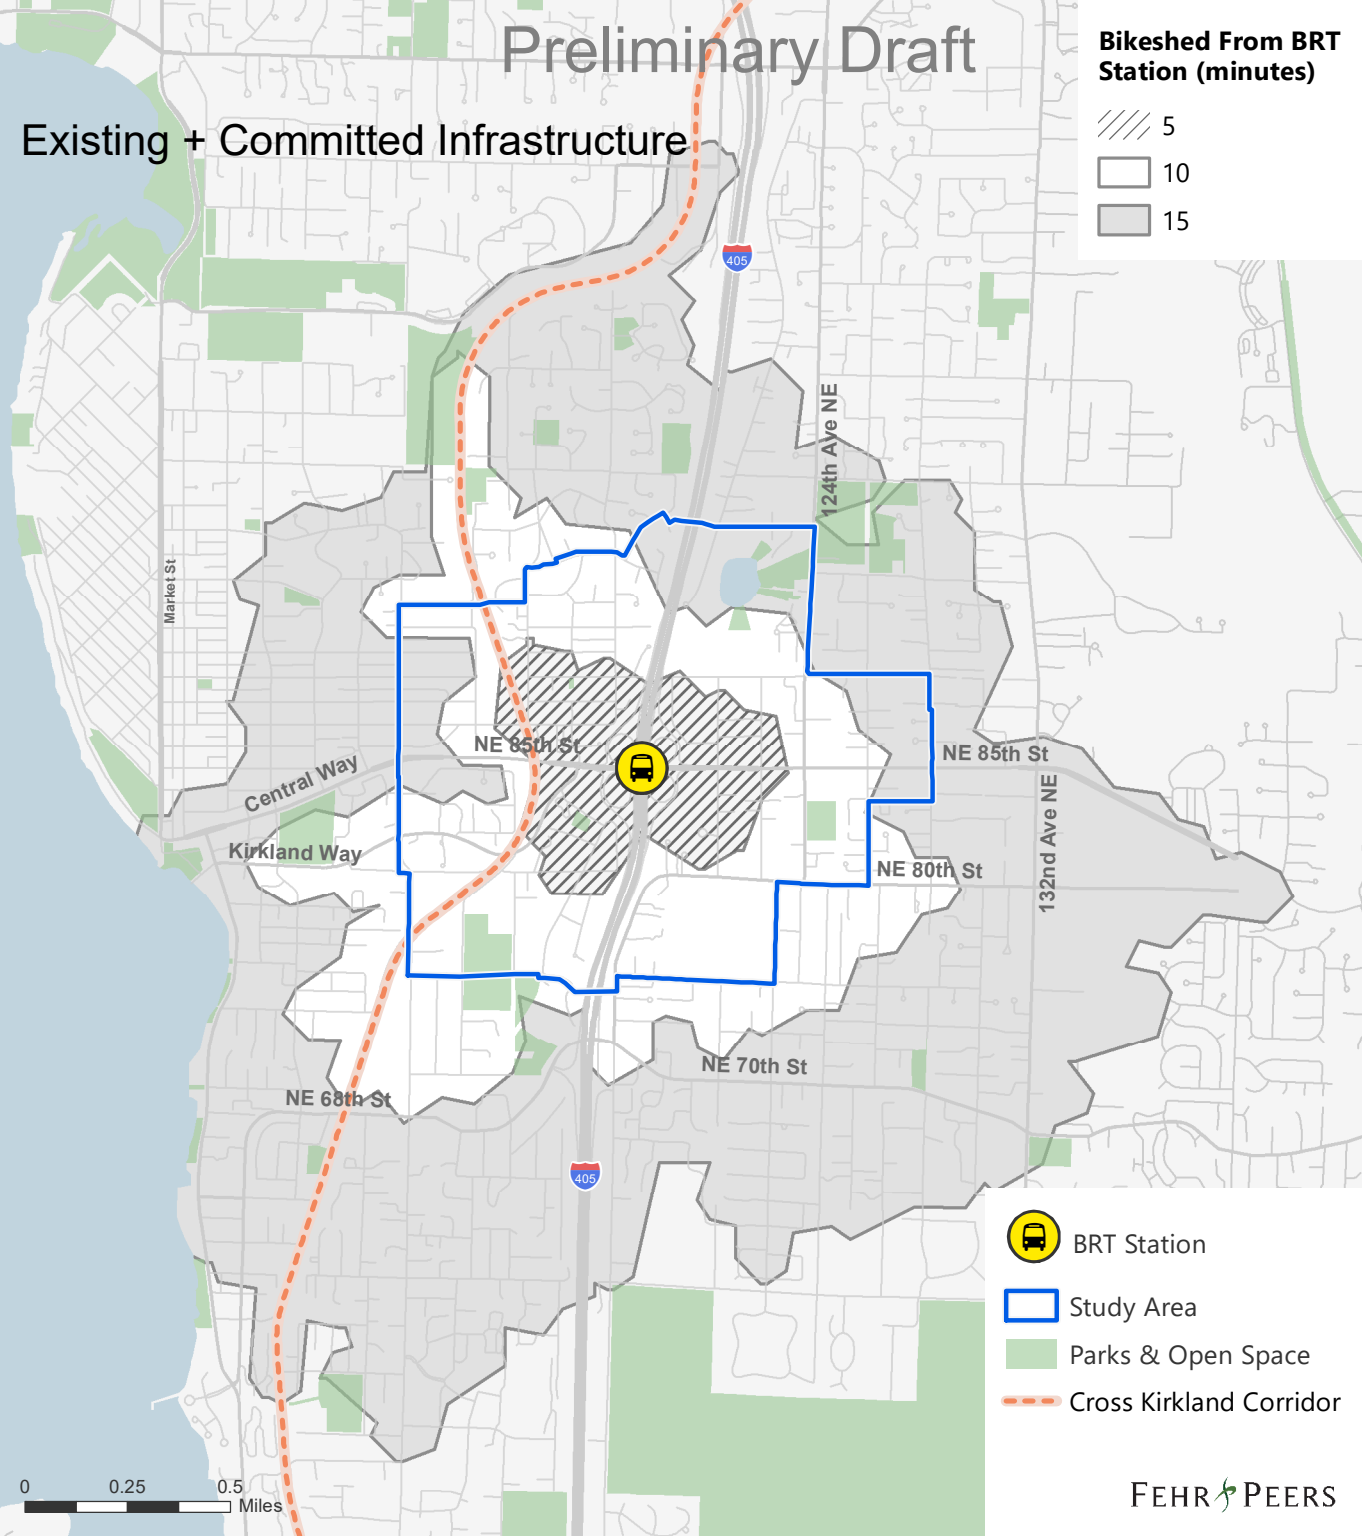 Preliminary Draft
Existing + Committed Infrastructure
Bikeshed From BRT
Station (minutes)
5
10
15
405
124th Ave NE
Market St
NE 85th St
NE 85th St
Central Way
Kirkland Way
NE 80th St
132nd Ave NE
NE 70th St
NE 68th St
405
BRT Station
Study Area
Parks & Open Space
Cross Kirkland Corridor
0 0.25 0.5
Miles
FEHR PEERS